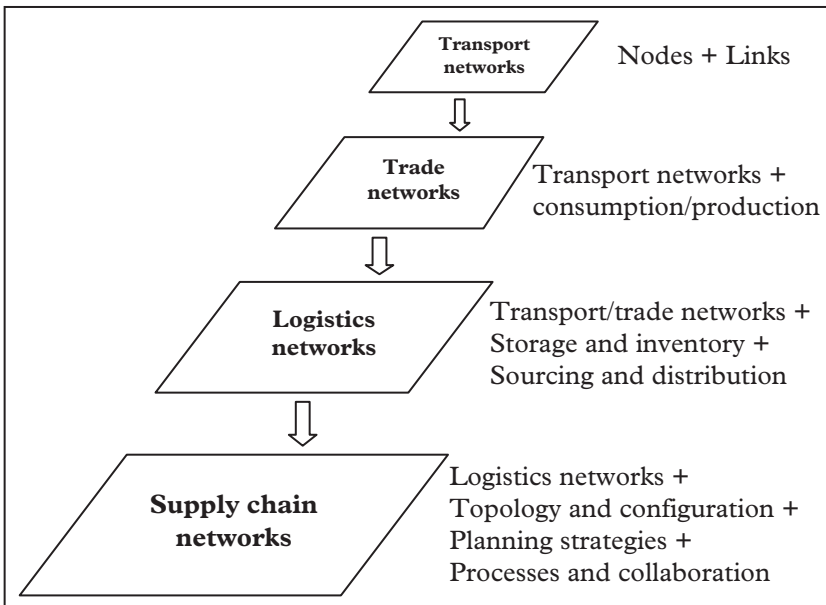 Transport
networks
Nodes + Links
Trade
networks
Transport networks +
consumption/production
Logistics
networks
Transport/trade networks +
Storage and inventory +
Sourcing and distribution
Supply chain
networks
Logistics networks +
Topology and configuration +
Planning strategies +
Processes and collaboration